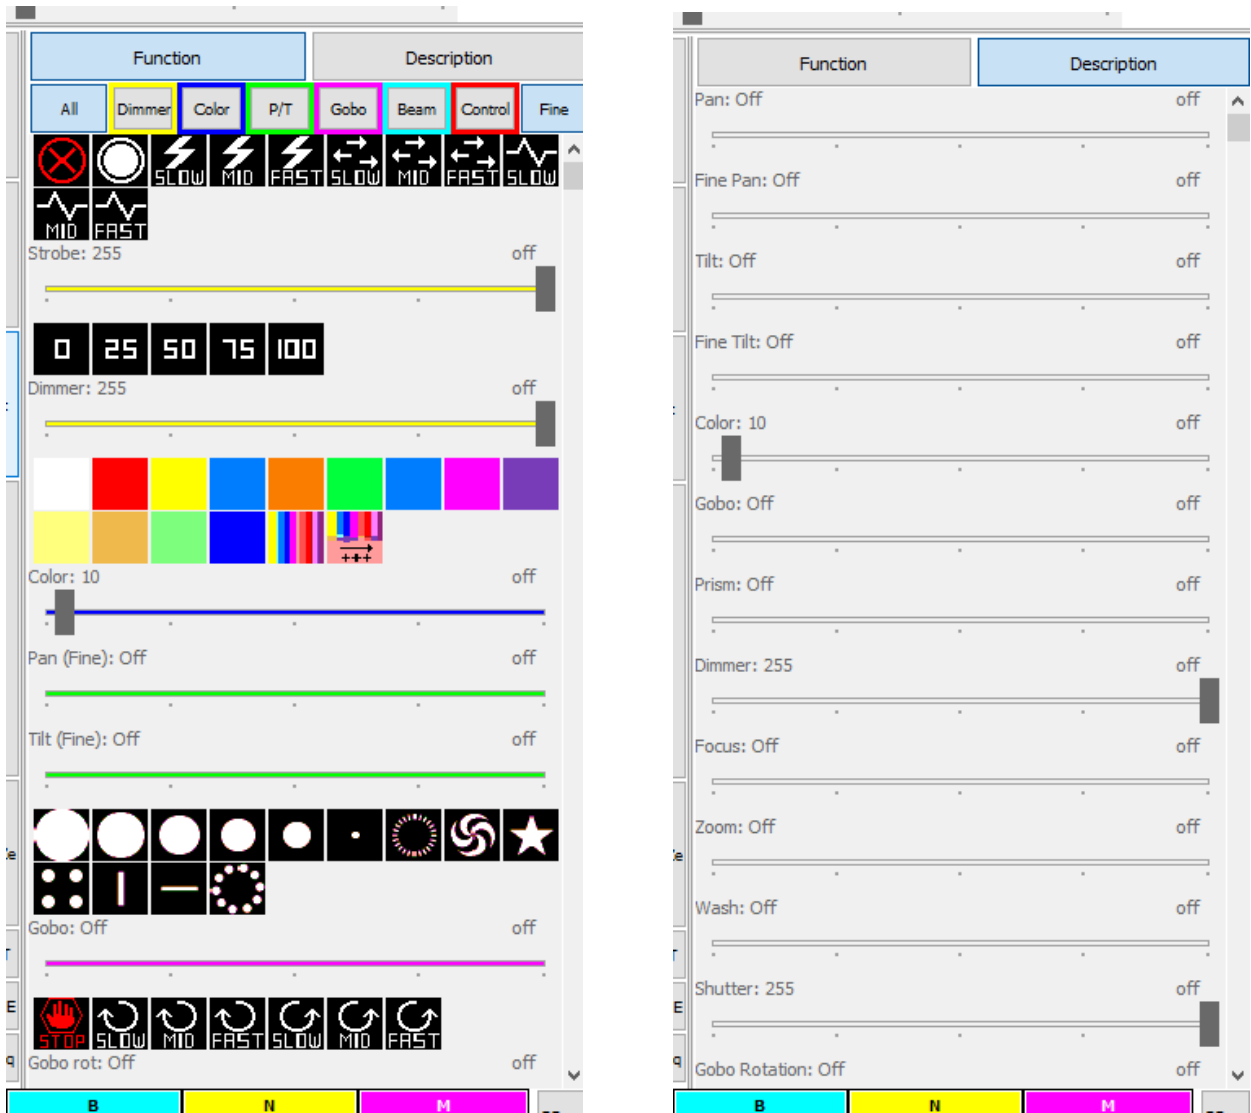 Function Description
All Dimmer Color P/T Gobo Beam Control Fine
SLOW MID FAST SLOW MID FAST SLOW
MID FAST
Strobe: 255 off
0 25 50 75 100
Dimmer: 255 off
Color: 10 off
Pan (Fine): Off off
Tilt (Fine): Off off
Gobo: Off off
STOP SLOW MID FAST SLOW MID FAST
Gobo rot: Off off
B N M
Function Description
Pan: Off off
Fine Pan: Off off
Tilt: Off off
Fine Tilt: Off off
Color: 10 off
Gobo: Off off
Prism: Off off
Dimmer: 255 off
Focus: Off off
Zoom: Off off
Wash: Off off
Shutter: 255 off
Gobo Rotation: Off off
B N M